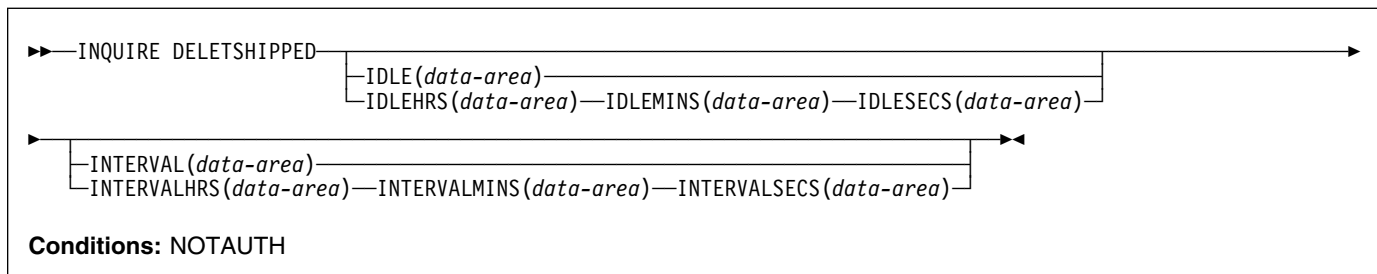 INQUIRE DELETSHIPPED
IDLE(data-area)
IDLEHRS(data-area) IDLEMINS(data-area) IDLESECS(data-area)
INTERVAL(data-area)
INTERVALHRS(data-area) INTERVALMINS(data-area) INTERVALSECS(data-area)
Conditions: NOTAUTH